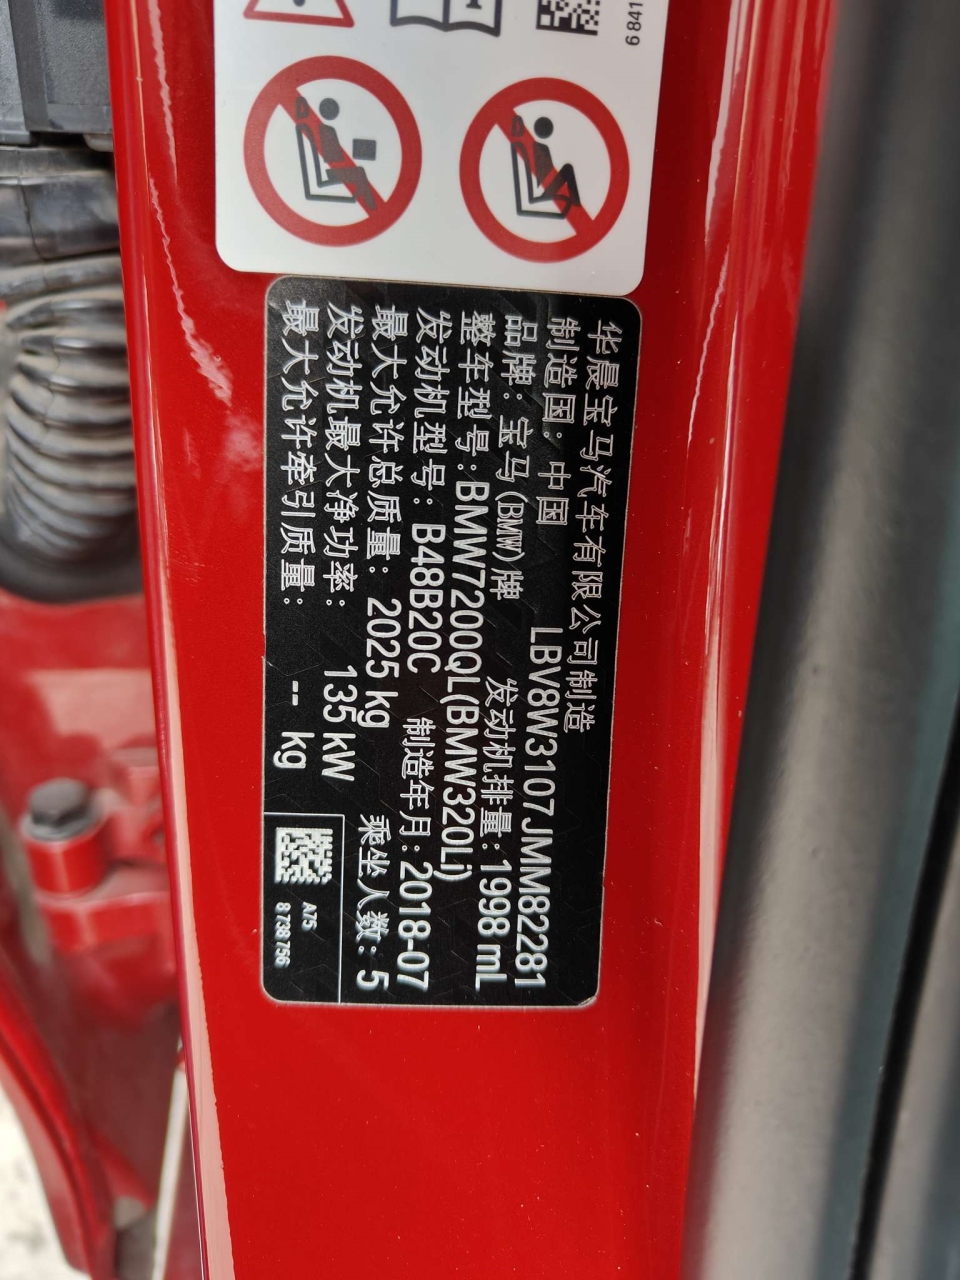 6 841
华晨宝马汽车有限公司制造
制造国：中国 LBV8W3107JMM82281
品牌：宝马(BMW)牌 发动机排量：1998 mL
整车型号：BMW7200QL(BMW320Li)
发动机型号：B48B20C 制造年月：2018-07
最大允许总质量：2025 kg 乘坐人数：5
发动机最大净功率：135 kW
最大允许牵引质量：-- kg
A75
8 738 756